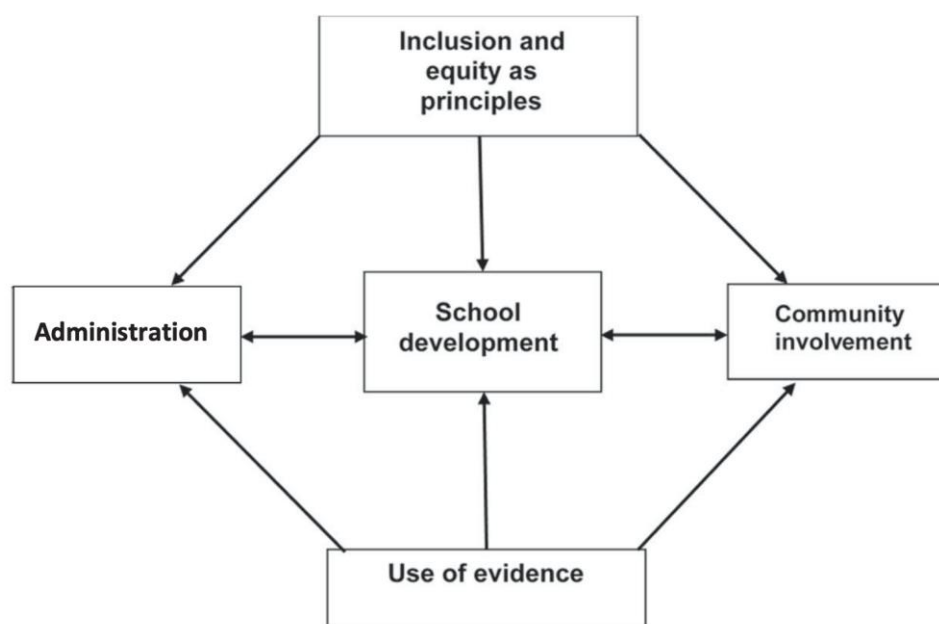 Inclusion and
equity as
principles
Administration
School
development
Community
involvement
Use of evidence